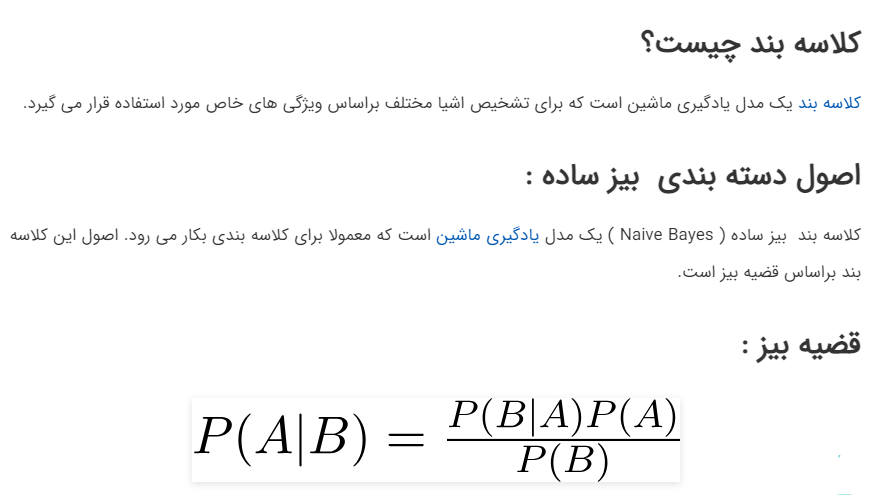 کلاسه بند چیست؟
کلاسه بند یک مدل یادگیری ماشین است که برای تشخیص اشیا مختلف براساس ویژگی های خاص مورد استفاده قرار می گیرد.
اصول دسته بندی بیز ساده :
کلاسه بند بیز ساده ( Naive Bayes ) یک مدل یادگیری ماشین است که معمولا برای کلاسه بندی بکار می رود. اصول این کلاسه
بند براساس قضیه بیز است.
قضیه بیز :
P(A|B) = P(B|A)P(A) / P(B)